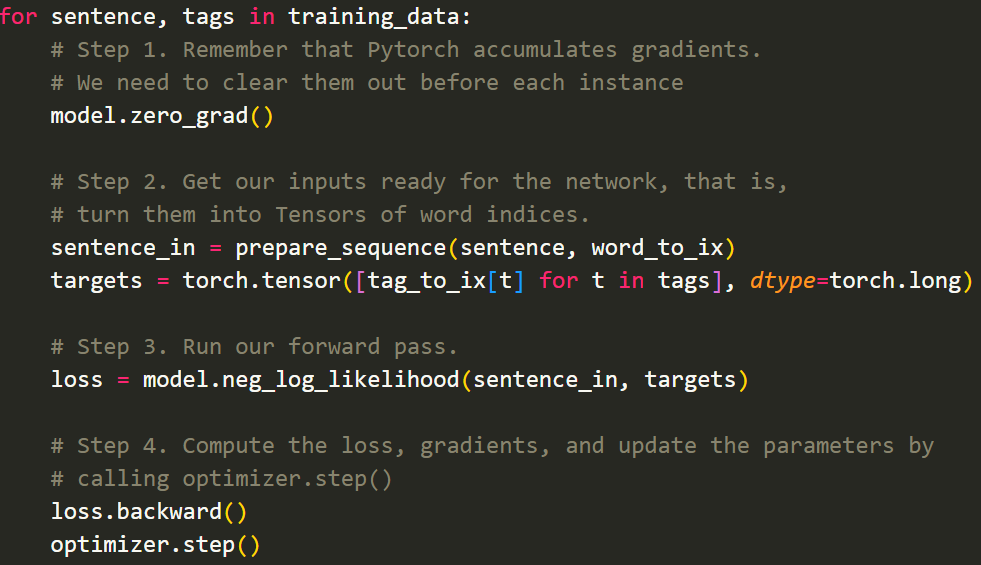 for sentence, tags in training_data:
    # Step 1. Remember that Pytorch accumulates gradients.
    # We need to clear them out before each instance
    model.zero_grad()

    # Step 2. Get our inputs ready for the network, that is,
    # turn them into Tensors of word indices.
    sentence_in = prepare_sequence(sentence, word_to_ix)
    targets = torch.tensor([tag_to_ix[t] for t in tags], dtype=torch.long)

    # Step 3. Run our forward pass.
    loss = model.neg_log_likelihood(sentence_in, targets)

    # Step 4. Compute the loss, gradients, and update the parameters by
    # calling optimizer.step()
    loss.backward()
    optimizer.step()